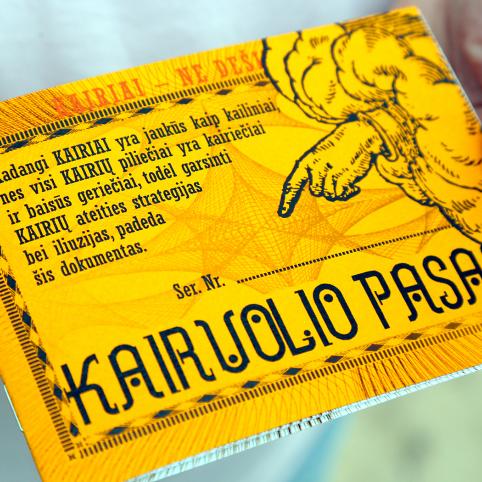 KAIRIAI – NE DEŠI
adangi KAIRIAI yra jaukūs kaip kailiniai
nes visi KAIRIŲ piliečiai yra kairiečiai
ir baisūs geriečiai, todėl garsinti
KAIRIŲ ateities strategijas
bei iliuzijas, padeda
šis dokumentas.
Ser. Nr.
KAIRUOLIO PASA